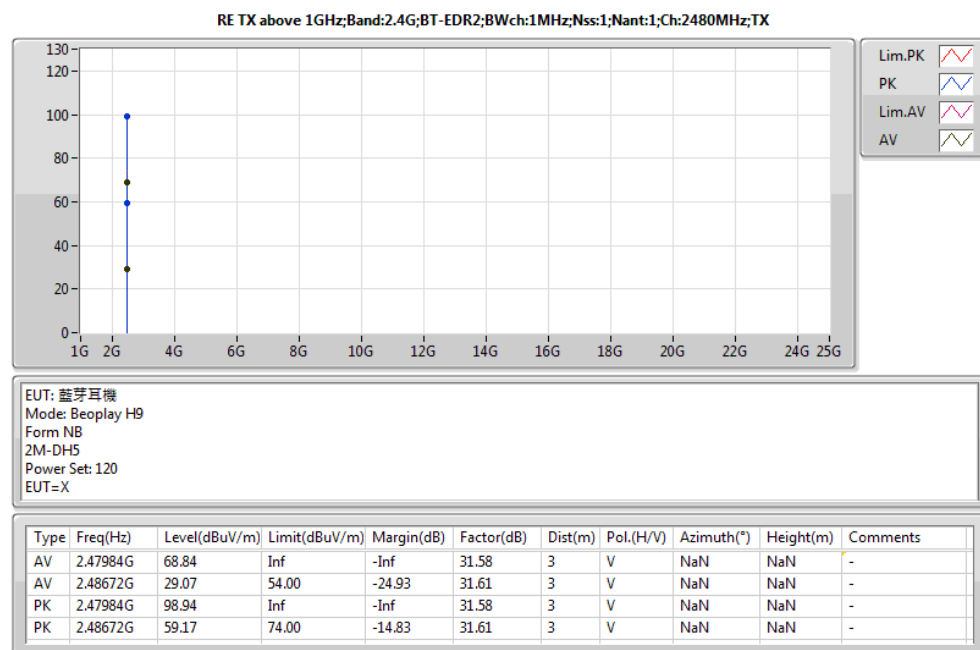 RE TX above 1GHz;Band:2.4G;BT-EDR2;BWch:1MHz;Nss:1;Nant:1;Ch:2480MHz;TX
130
120
100
80
60
40
20
0
1G 2G 4G 6G 8G 10G 12G 14G 16G 18G 20G 22G 24G 25G
Lim.PK
PK
Lim.AV
AV
EUT: 藍芽耳機
Mode: Beoplay H9
Form NB
2M-DH5
Power Set: 120
EUT=X
Type Freq(Hz) Level(dBuV/m) Limit(dBuV/m) Margin(dB) Factor(dB) Dist(m) Pol.(H/V) Azimuth(°) Height(m) Comments
AV 2.47984G 68.84 Inf -Inf 31.58 3 V NaN NaN -
AV 2.48672G 29.07 54.00 -24.93 31.61 3 V NaN NaN -
PK 2.47984G 98.94 Inf -Inf 31.58 3 V NaN NaN -
PK 2.48672G 59.17 74.00 -14.83 31.61 3 V NaN NaN -